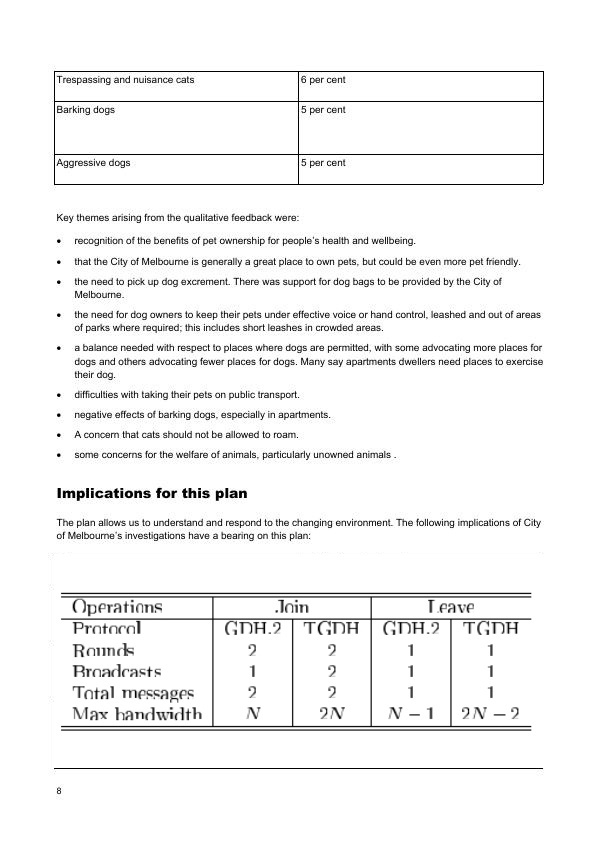 Trespassing and nuisance cats 6 per cent
Barking dogs 5 per cent
Aggressive dogs 5 per cent
Key themes arising from the qualitative feedback were:
• recognition of the benefits of pet ownership for people’s health and wellbeing.
• that the City of Melbourne is generally a great place to own pets, but could be even more pet friendly.
• the need to pick up dog excrement. There was support for dog bags to be provided by the City of
Melbourne.
• the need for dog owners to keep their pets under effective voice or hand control, leashed and out of areas
of parks where required; this includes short leashes in crowded areas.
• a balance needed with respect to places where dogs are permitted, with some advocating more places for
dogs and others advocating fewer places for dogs. Many say apartments dwellers need places to exercise
their dog.
• difficulties with taking their pets on public transport.
• negative effects of barking dogs, especially in apartments.
• A concern that cats should not be allowed to roam.
• some concerns for the welfare of animals, particularly unowned animals .
Implications for this plan
The plan allows us to understand and respond to the changing environment. The following implications of City
of Melbourne’s investigations have a bearing on this plan:
Operations Join Leave
Protocol GDH.2 TGDH GDH.2 TGDH
Rounds 2 2 1 1
Broadcasts 1 2 1 1
Total messages 2 2 1 1
Max bandwidth N 2N N − 1 2N − 2
8